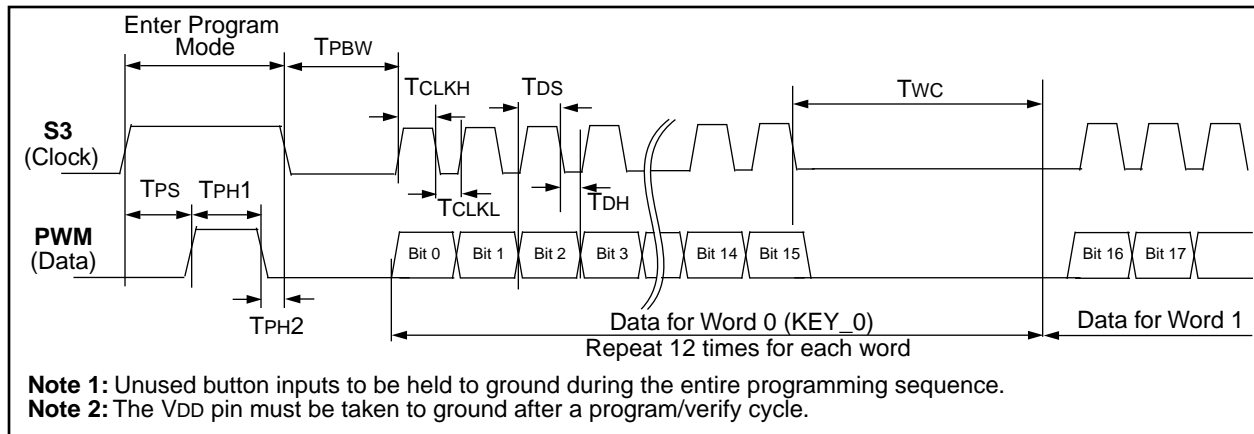 Enter Program
Mode
TPBW
TCLKH
TDS
TWC
S3
(Clock)
TPS
TPH1
TCLKL
TDH
PWM
(Data)
Bit 0
Bit 1
Bit 2
Bit 3
Bit 14
Bit 15
Bit 16
Bit 17
TPH2
Data for Word 0 (KEY_0)
Repeat 12 times for each word
Data for Word 1
Note 1: Unused button inputs to be held to ground during the entire programming sequence.
Note 2: The VDD pin must be taken to ground after a program/verify cycle.